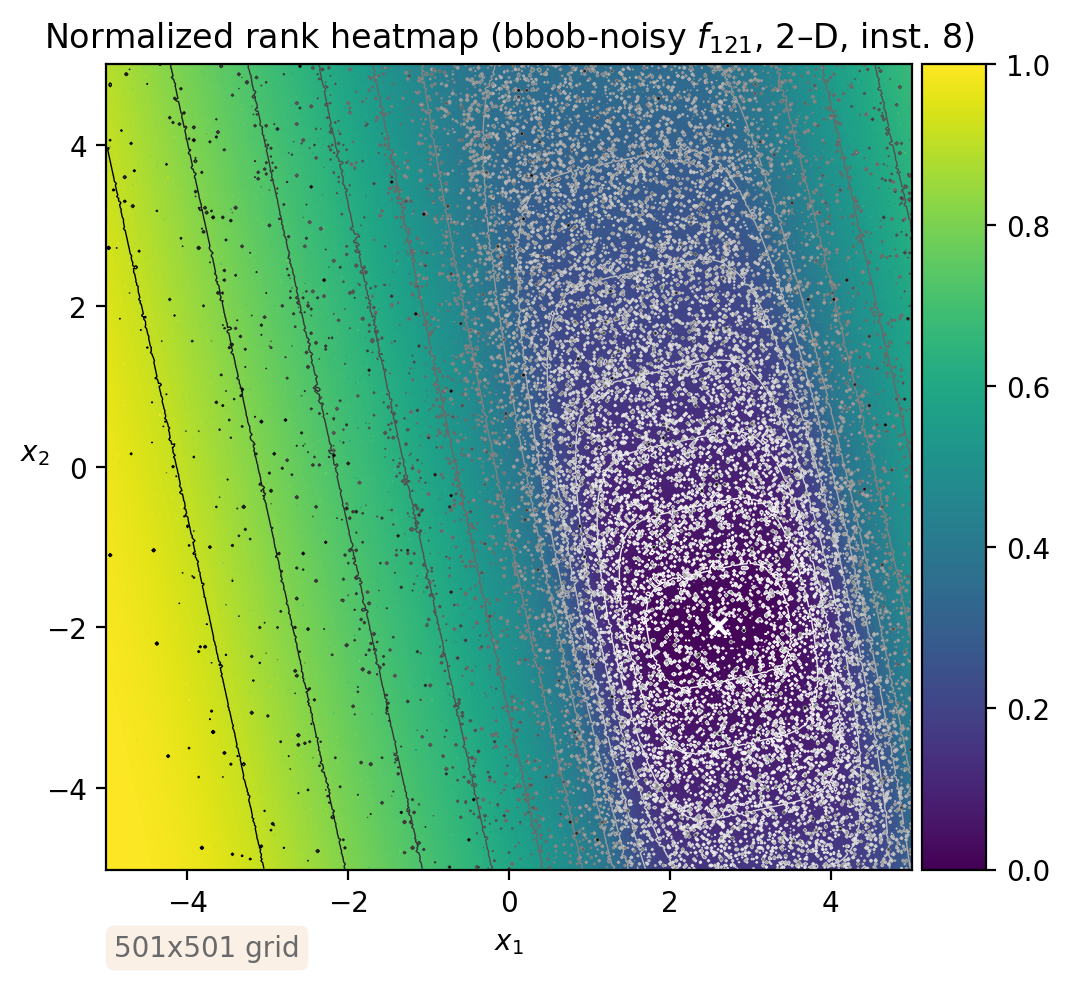 Normalized rank heatmap (bbob-noisy f₁₂₁, 2–D, inst. 8)
1.0
0.8
0.6
0.4
0.2
0.0
4
2
0
−2
−4
x₂
−4 −2 0 2 4
x₁
501x501 grid